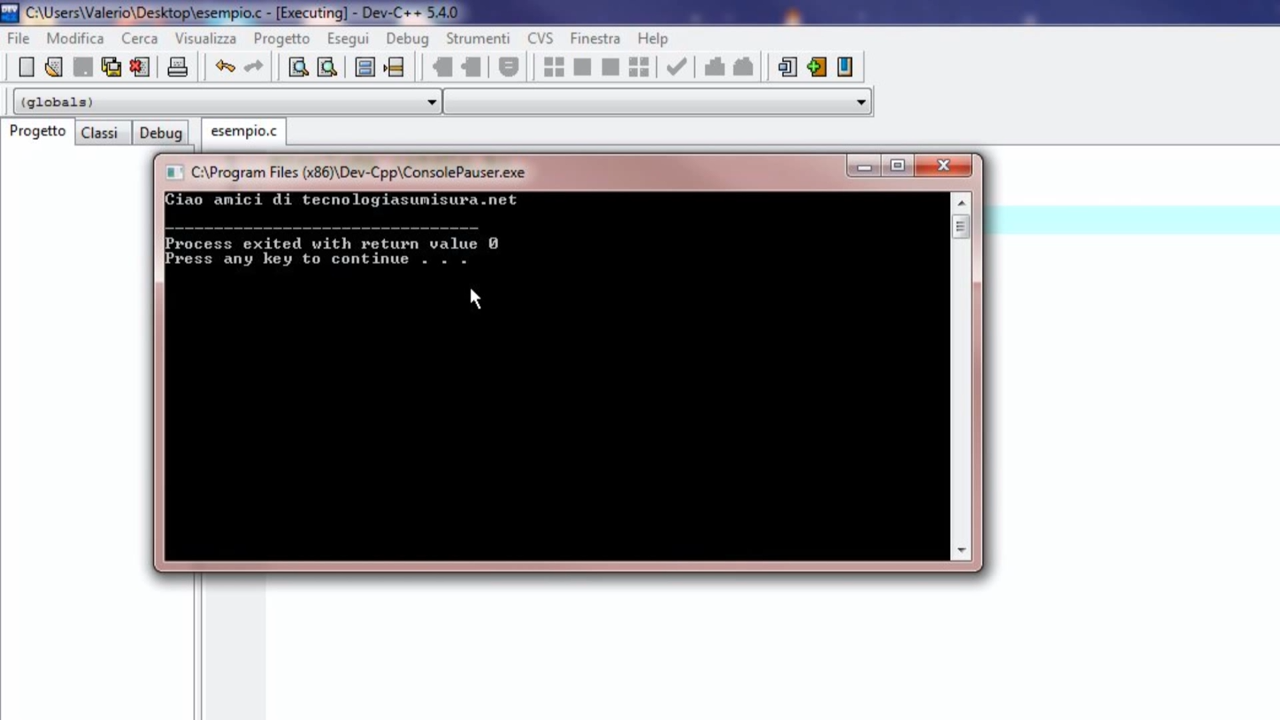 C:\Users\Valerio\Desktop\esempio.c - [Executing] - Dev-C++ 5.4.0
File Modifica Cerca Visualizza Progetto Esegui Debug Strumenti CVS Finestra Help
(globals)
Progetto Classi Debug esempio.c
C:\Program Files (x86)\Dev-Cpp\ConsolePauser.exe
Ciao amici di tecnologiasumisura.net
--------------------------------
Process exited with return value 0
Press any key to continue . . .